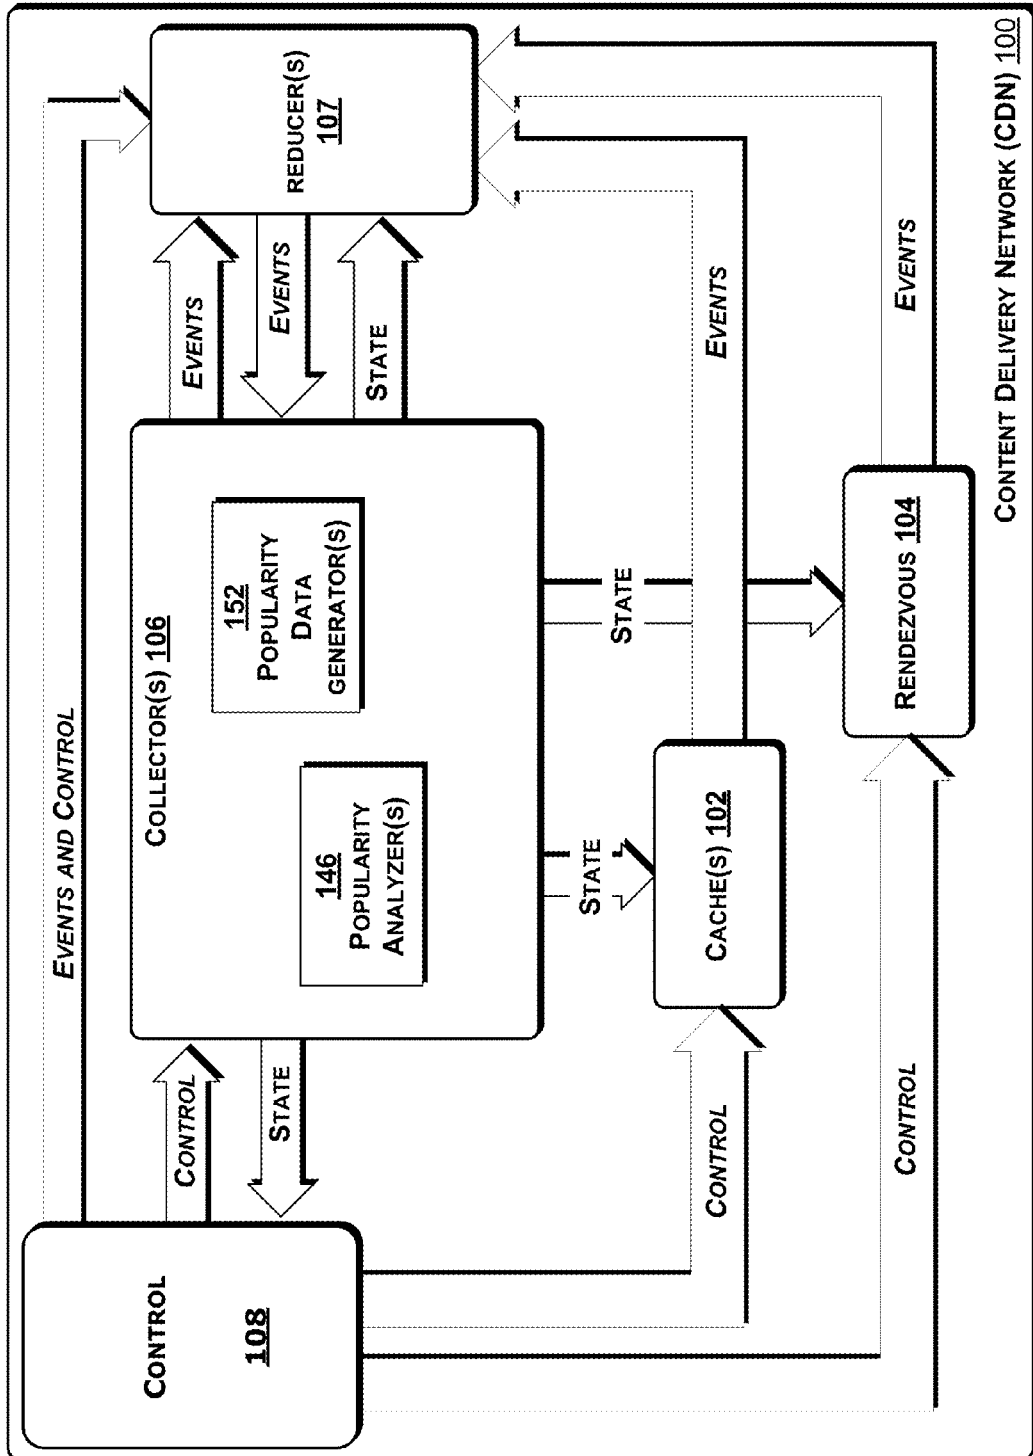 EVENTS AND CONTROL
CONTROL
108
CONTROL
STATE
COLLECTOR(S) 106
146
POPULARITY
ANALYZER(S)
152
POPULARITY
DATA
GENERATOR(S)
EVENTS
EVENTS
STATE
REDUCER(S)
107
STATE
STATE
CONTROL
CACHE(S) 102
EVENTS
CONTROL
RENDEZVOUS 104
EVENTS
CONTENT DELIVERY NETWORK (CDN) 100